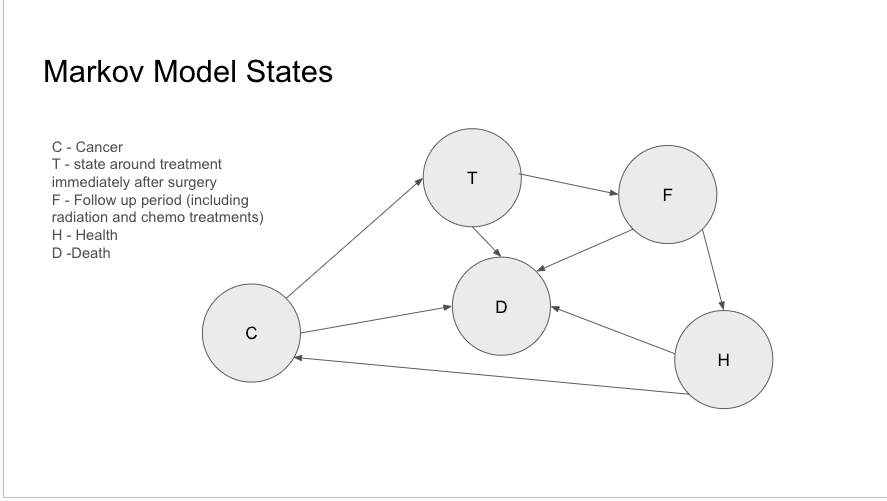 Markov Model States
C - Cancer
T - state around treatment
immediately after surgery
F - Follow up period (including
radiation and chemo treatments)
H - Health
D -Death
T
F
D
C
H